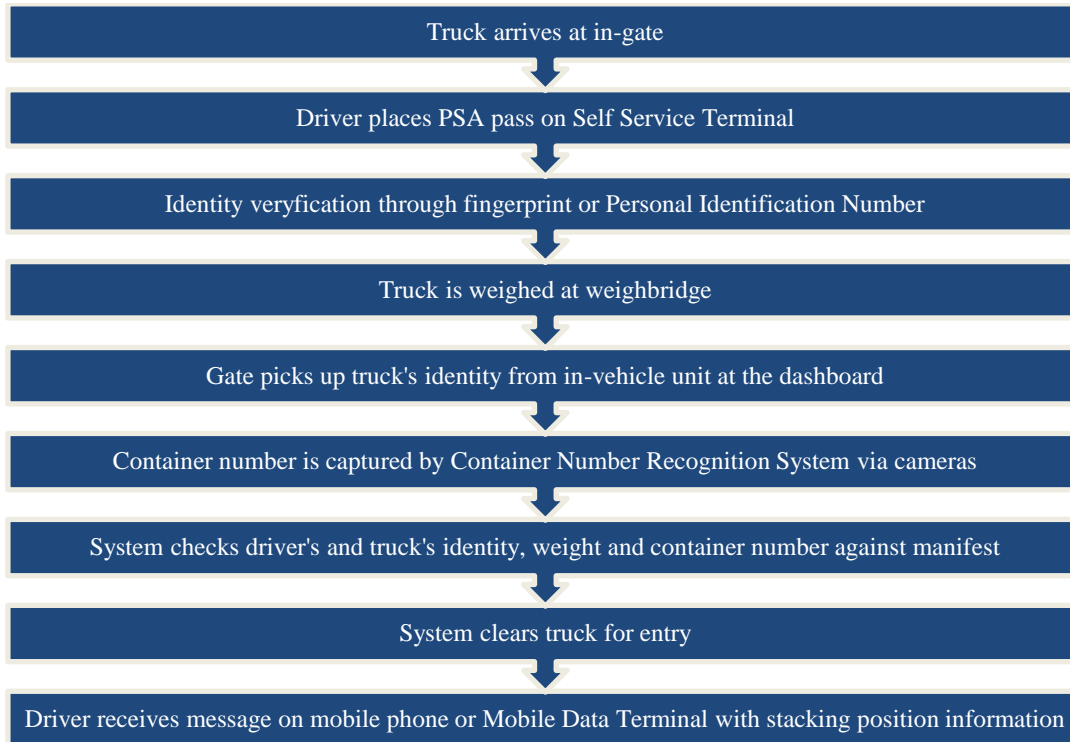 Truck arrives at in-gate
Driver places PSA pass on Self Service Terminal
Identity veryfication through fingerprint or Personal Identification Number
Truck is weighed at weighbridge
Gate picks up truck's identity from in-vehicle unit at the dashboard
Container number is captured by Container Number Recognition System via cameras
System checks driver's and truck's identity, weight and container number against manifest
System clears truck for entry
Driver receives message on mobile phone or Mobile Data Terminal with stacking position information